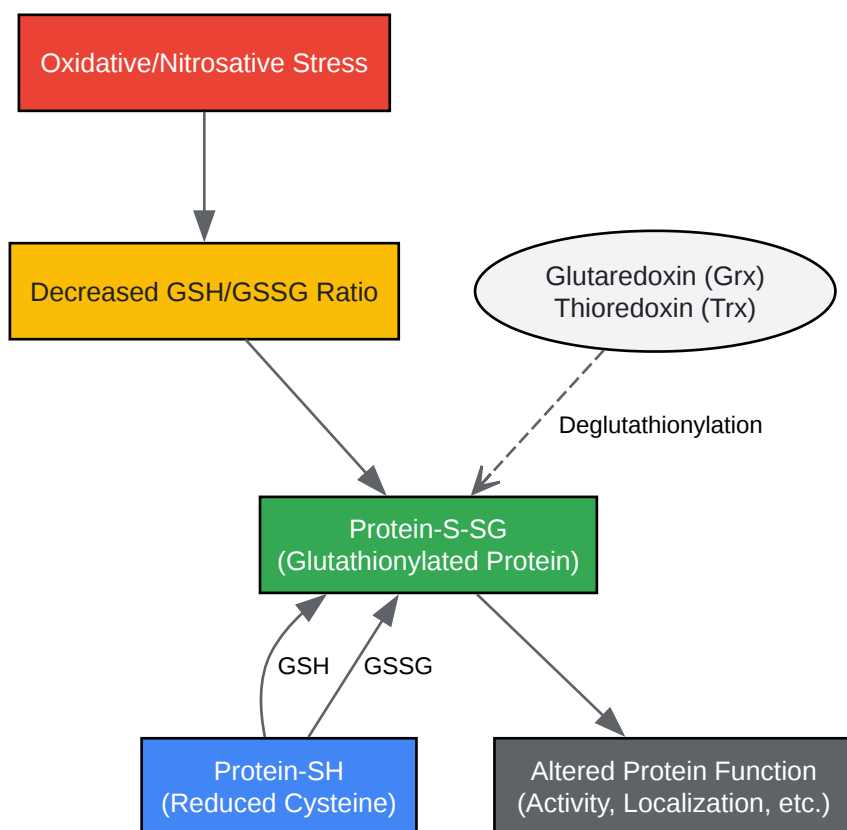 Oxidative/Nitrosative Stress
Decreased GSH/GSSG Ratio
Glutaredoxin (Grx)
Thioredoxin (Trx)
Deglutathionylation
Protein-S-SG
(Glutathionylated Protein)
GSH
GSSG
Protein-SH
(Reduced Cysteine)
Altered Protein Function
(Activity, Localization, etc.)